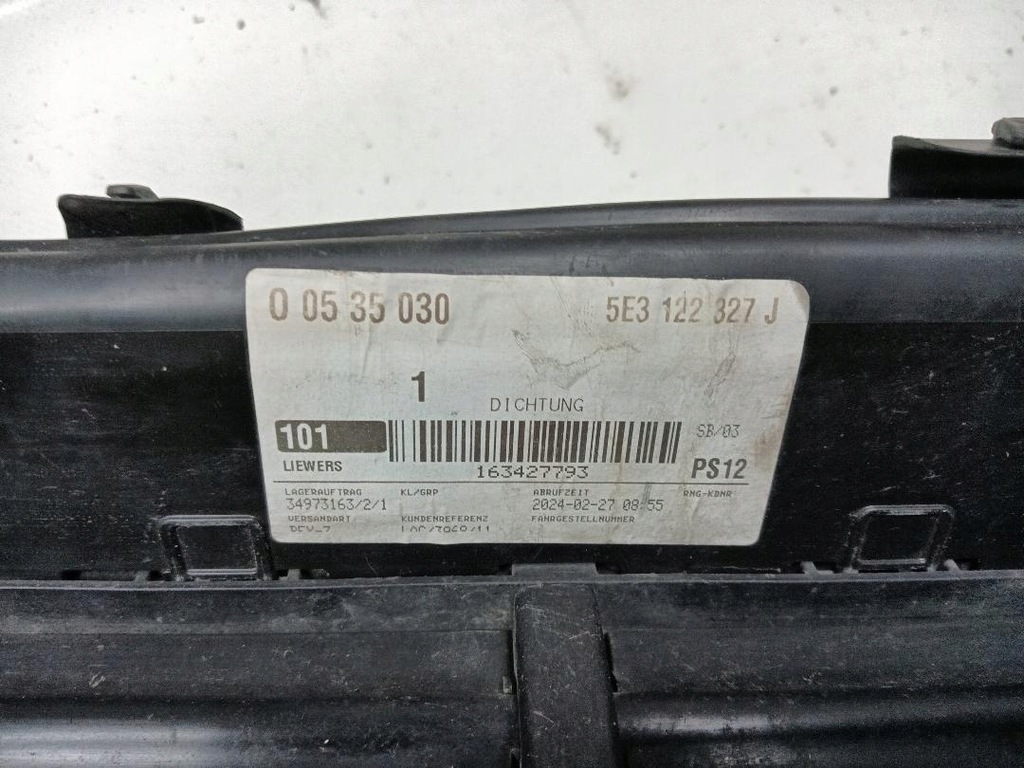 0 05 35 030 5E3 122 327 J
1
DICHTUNG
101 SB/03
LIEWERS 163427793 PS12
LAGERAUFTRAG KL/GRP ABRUFZEIT RNG-KDNR
34973163/2/1 2024-02-27 08:55
VERSANDART KUNDENREFERENZ FAHRGESTELLNUMMER